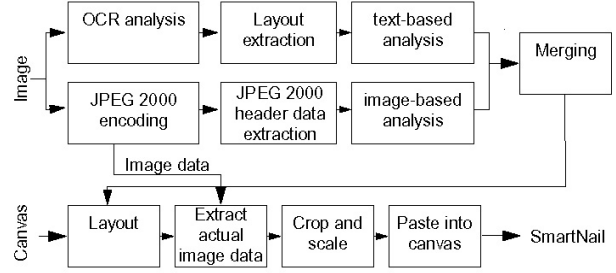 Image
OCR analysis
Layout
extraction
text-based
analysis
Merging
JPEG 2000
encoding
JPEG 2000
header data
extraction
image-based
analysis
Image data
Canvas
Layout
Extract
actual
image data
Crop and
scale
Paste into
canvas
SmartNail